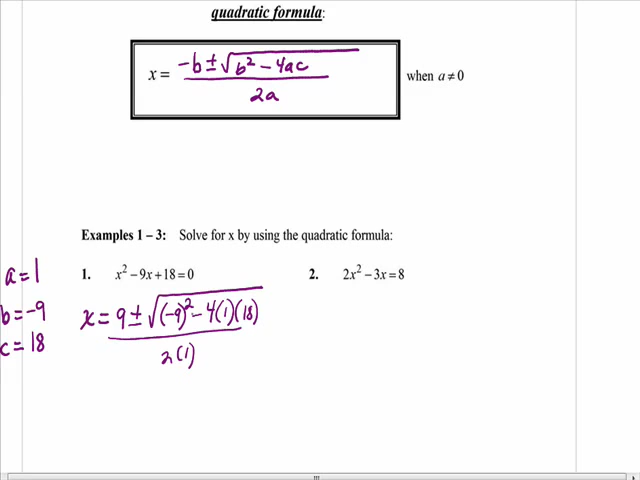 quadratic formula:
x = -b ± √b² - 4ac / 2a when a ≠ 0
Examples 1 – 3: Solve for x by using the quadratic formula:
1. x² - 9x + 18 = 0 2. 2x² - 3x = 8
a = 1
b = -9
c = 18
x = 9 ± √(-9)² - 4(1)(18) / 2(1)